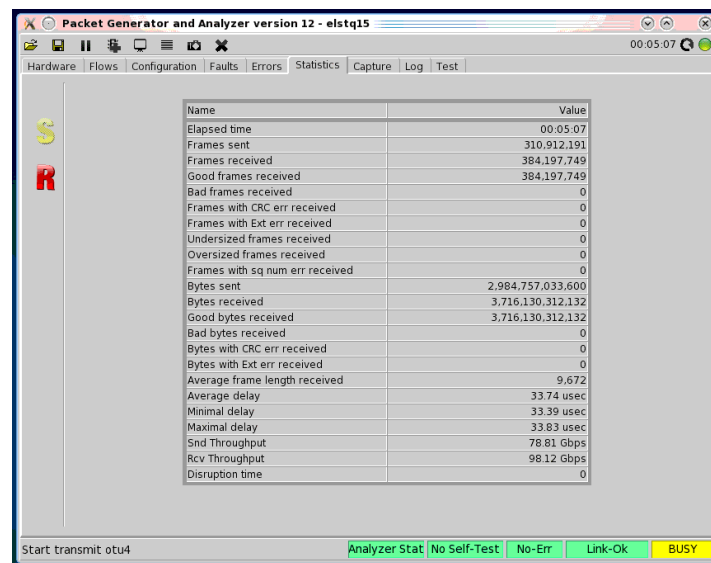 Packet Generator and Analyzer version 12 - elstq15
00:05:07
Hardware Flows Configuration Faults Errors Statistics Capture Log Test
S
R
Name Value
Elapsed time 00:05:07
Frames sent 310,912,191
Frames received 384,197,749
Good frames received 384,197,749
Bad frames received 0
Frames with CRC err received 0
Frames with Ext err received 0
Undersized frames received 0
Oversized frames received 0
Frames with sq num err received 0
Bytes sent 2,984,757,033,600
Bytes received 3,716,130,312,132
Good bytes received 3,716,130,312,132
Bad bytes received 0
Bytes with CRC err received 0
Bytes with Ext err received 0
Average frame length received 9,672
Average delay 33.74 usec
Minimal delay 33.39 usec
Maximal delay 33.83 usec
Snd Throughput 78.81 Gbps
Rcv Throughput 98.12 Gbps
Disruption time 0
Start transmit otu4 Analyzer Stat No Self-Test No-Err Link-Ok BUSY